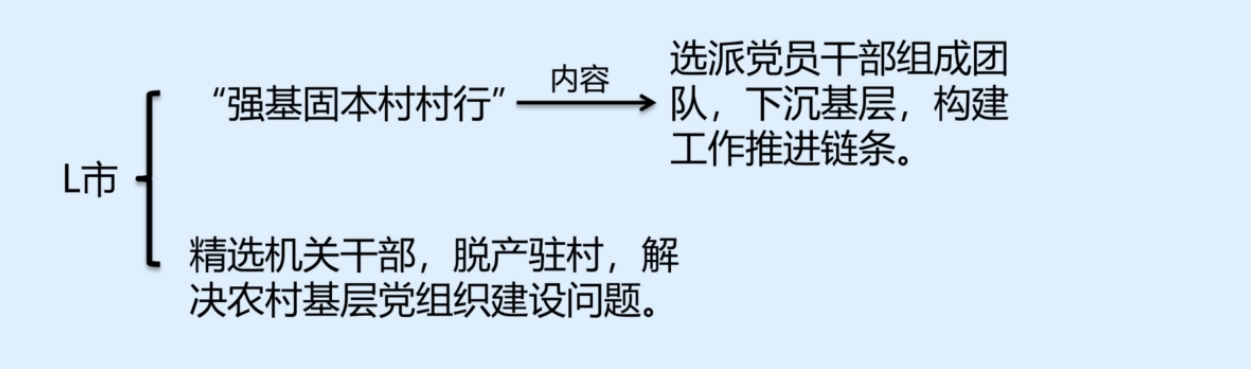 选派党员干部组成团
内容
“强基固本村村行”
队，下沉基层，构建
工作推进链条。
L市
精选机关干部，脱产驻村，解
决农村基层党组织建设问题。